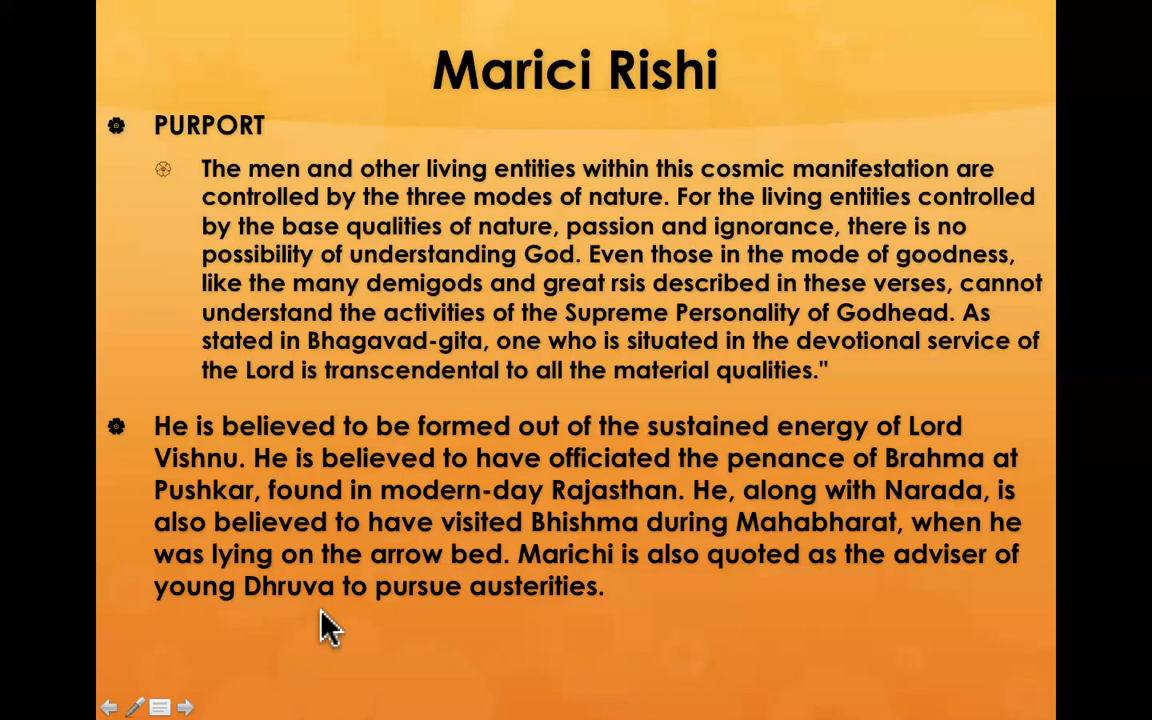 Marici Rishi
PURPORT
The men and other living entities within this cosmic manifestation are
controlled by the three modes of nature. For the living entities controlled
by the base qualities of nature, passion and ignorance, there is no
possibility of understanding God. Even those in the mode of goodness,
like the many demigods and great rsis described in these verses, cannot
understand the activities of the Supreme Personality of Godhead. As
stated in Bhagavad-gita, one who is situated in the devotional service of
the Lord is transcendental to all the material qualities."
He is believed to be formed out of the sustained energy of Lord
Vishnu. He is believed to have officiated the penance of Brahma at
Pushkar, found in modern-day Rajasthan. He, along with Narada, is
also believed to have visited Bhishma during Mahabharat, when he
was lying on the arrow bed. Marichi is also quoted as the adviser of
young Dhruva to pursue austerities.